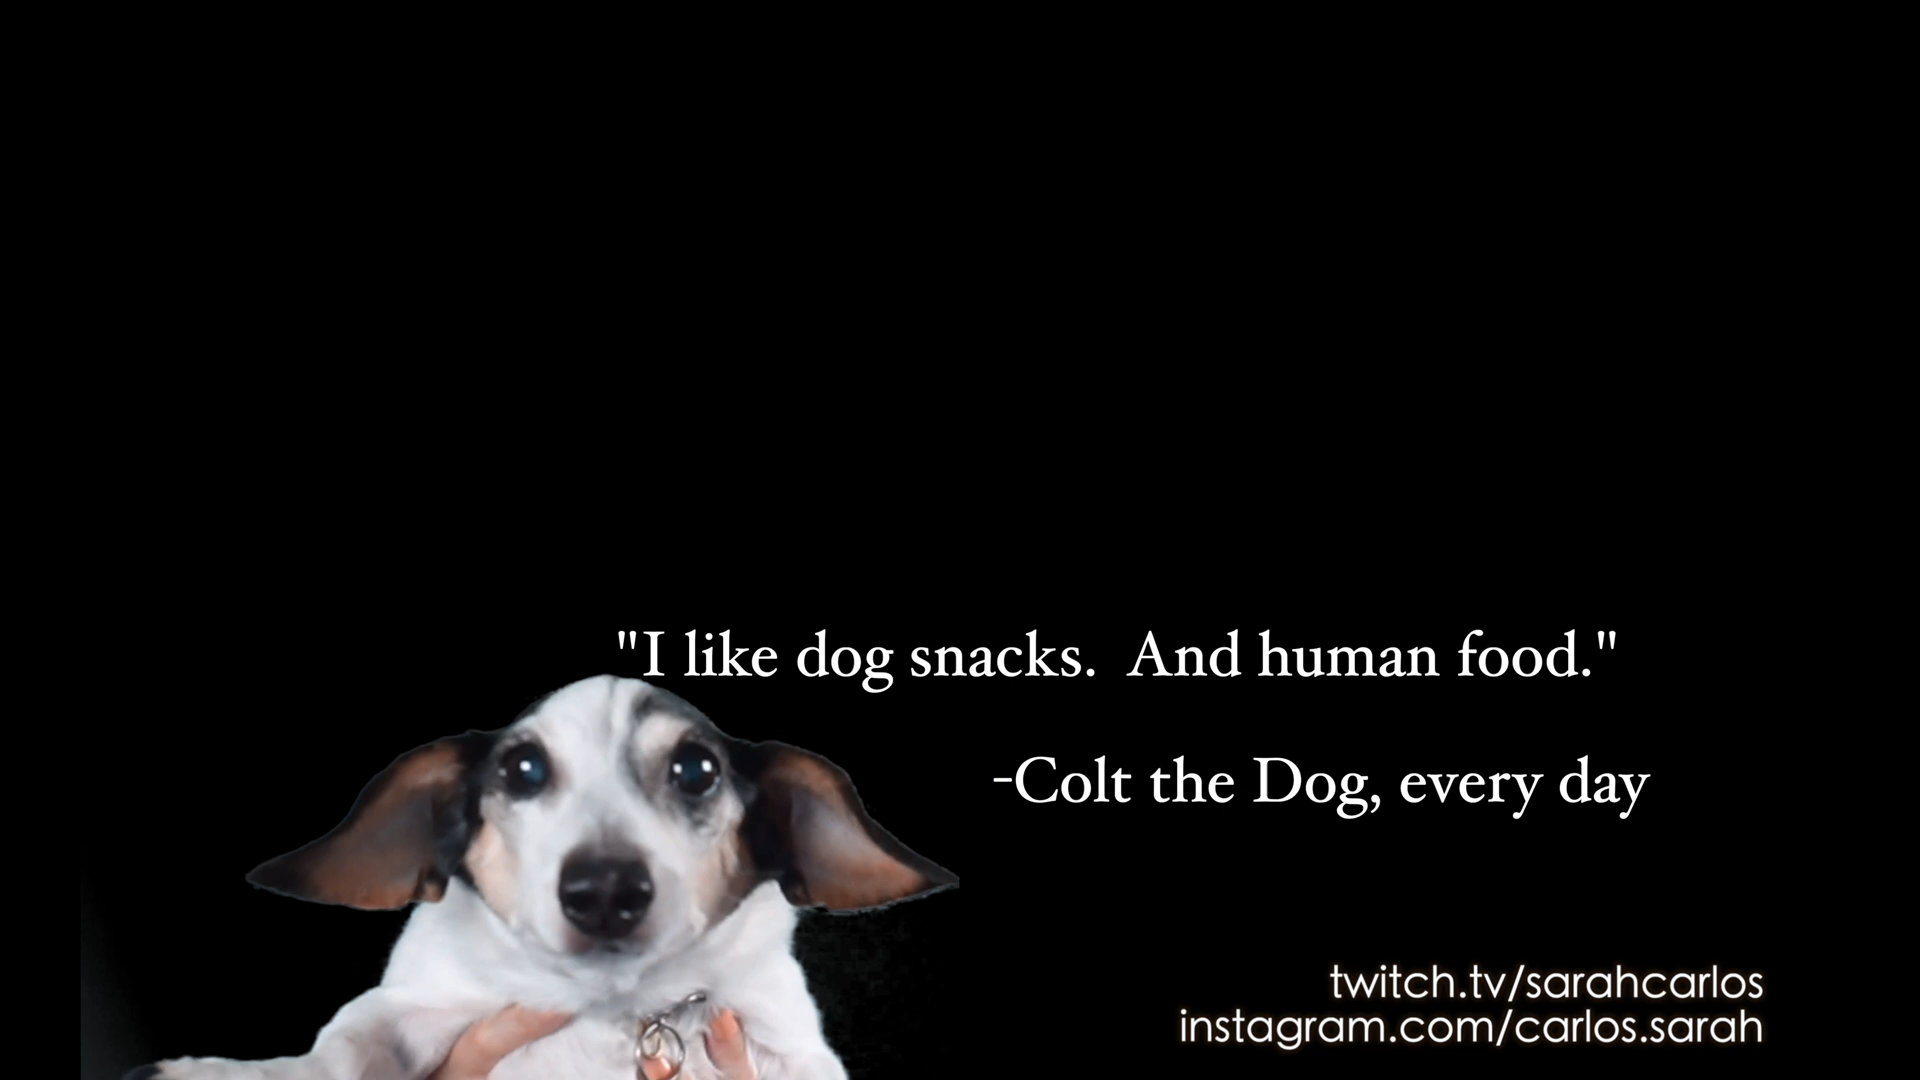 "I like dog snacks.  And human food."
-Colt the Dog, every day
twitch.tv/sarahcarlos
instagram.com/carlos.sarah